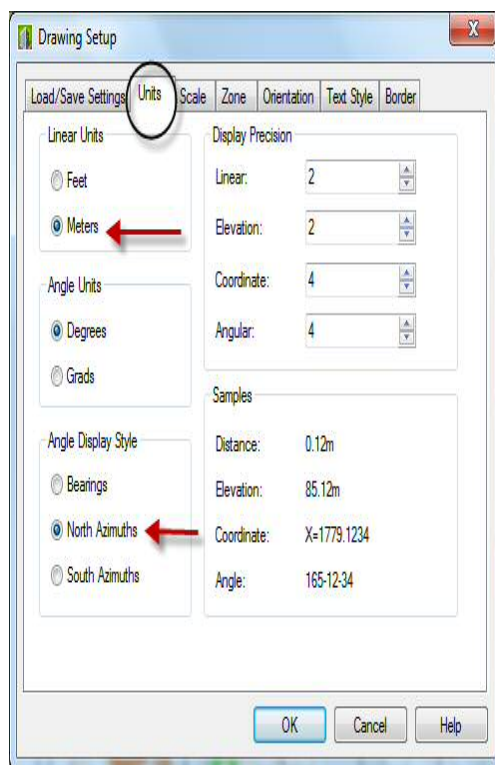 Drawing Setup
Load/Save Settings Units Scale Zone Orientation Text Style Border
Linear Units
Feet
Meters
Angle Units
Degrees
Grads
Angle Display Style
Bearings
North Azimuths
South Azimuths
Display Precision
Linear: 2
Elevation: 2
Coordinate: 4
Angular: 4
Samples
Distance: 0.12m
Elevation: 85.12m
Coordinate: X=1779.1234
Angle: 165-12-34
OK Cancel Help